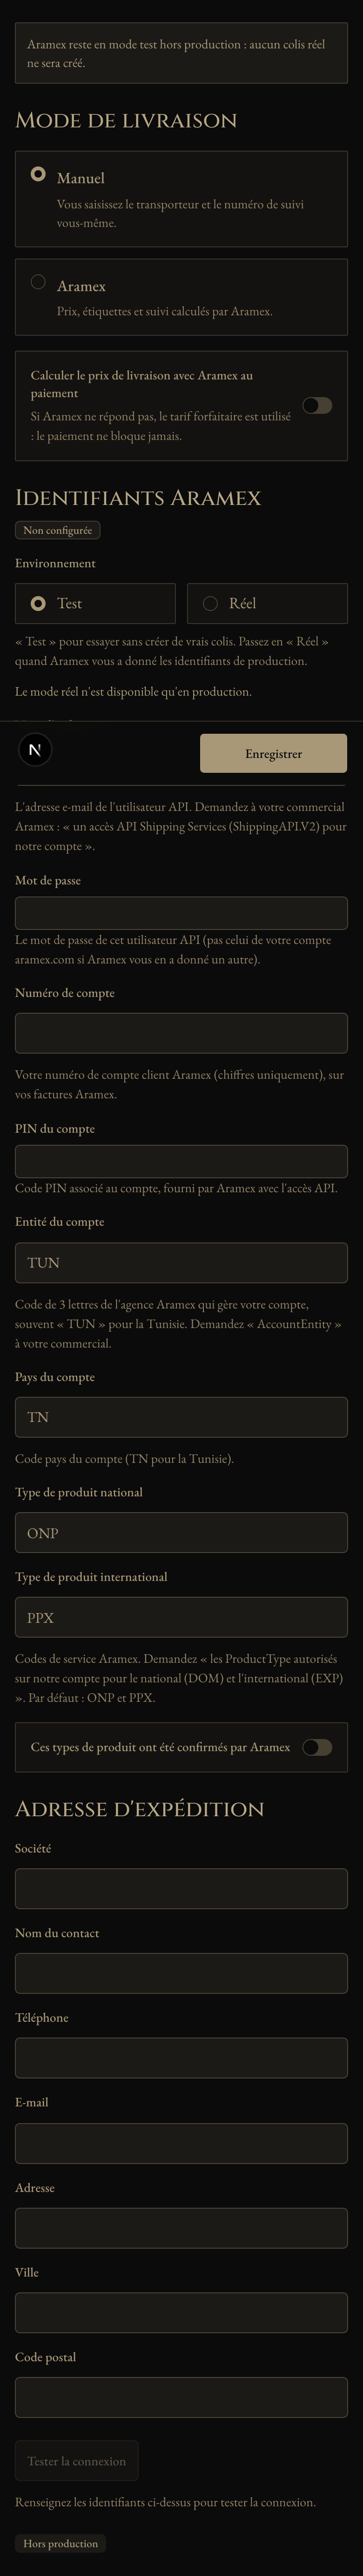 Aramex reste en mode test hors production : aucun colis réel
ne sera créé.
Mode de livraison
Manuel
Vous saisissez le transporteur et le numéro de suivi
vous-même.
Aramex
Prix, étiquettes et suivi calculés par Aramex.
Calculer le prix de livraison avec Aramex au
paiement
Si Aramex ne répond pas, le tarif forfaitaire est utilisé
: le paiement ne bloque jamais.
Identifiants Aramex
Non configurée
Environnement
Test
Réel
« Test » pour essayer sans créer de vrais colis. Passez en « Réel »
quand Aramex vous a donné les identifiants de production.
Le mode réel n'est disponible qu'en production.
N
Enregistrer
L'adresse e-mail de l'utilisateur API. Demandez à votre commercial
Aramex : « un accès API Shipping Services (ShippingAPI.V2) pour
notre compte ».
Mot de passe
Le mot de passe de cet utilisateur API (pas celui de votre compte
aramex.com si Aramex vous en a donné un autre).
Numéro de compte
Votre numéro de compte client Aramex (chiffres uniquement), sur
vos factures Aramex.
PIN du compte
Code PIN associé au compte, fourni par Aramex avec l'accès API.
Entité du compte
TUN
Code de 3 lettres de l'agence Aramex qui gère votre compte,
souvent « TUN » pour la Tunisie. Demandez « AccountEntity »
à votre commercial.
Pays du compte
TN
Code pays du compte (TN pour la Tunisie).
Type de produit national
ONP
Type de produit international
PPX
Codes de service Aramex. Demandez « les ProductType autorisés
sur notre compte pour le national (DOM) et l'international (EXP)
». Par défaut : ONP et PPX.
Ces types de produit ont été confirmés par Aramex
Adresse d'expédition
Société
Nom du contact
Téléphone
E-mail
Adresse
Ville
Code postal
Tester la connexion
Renseignez les identifiants ci-dessus pour tester la connexion.
Hors production